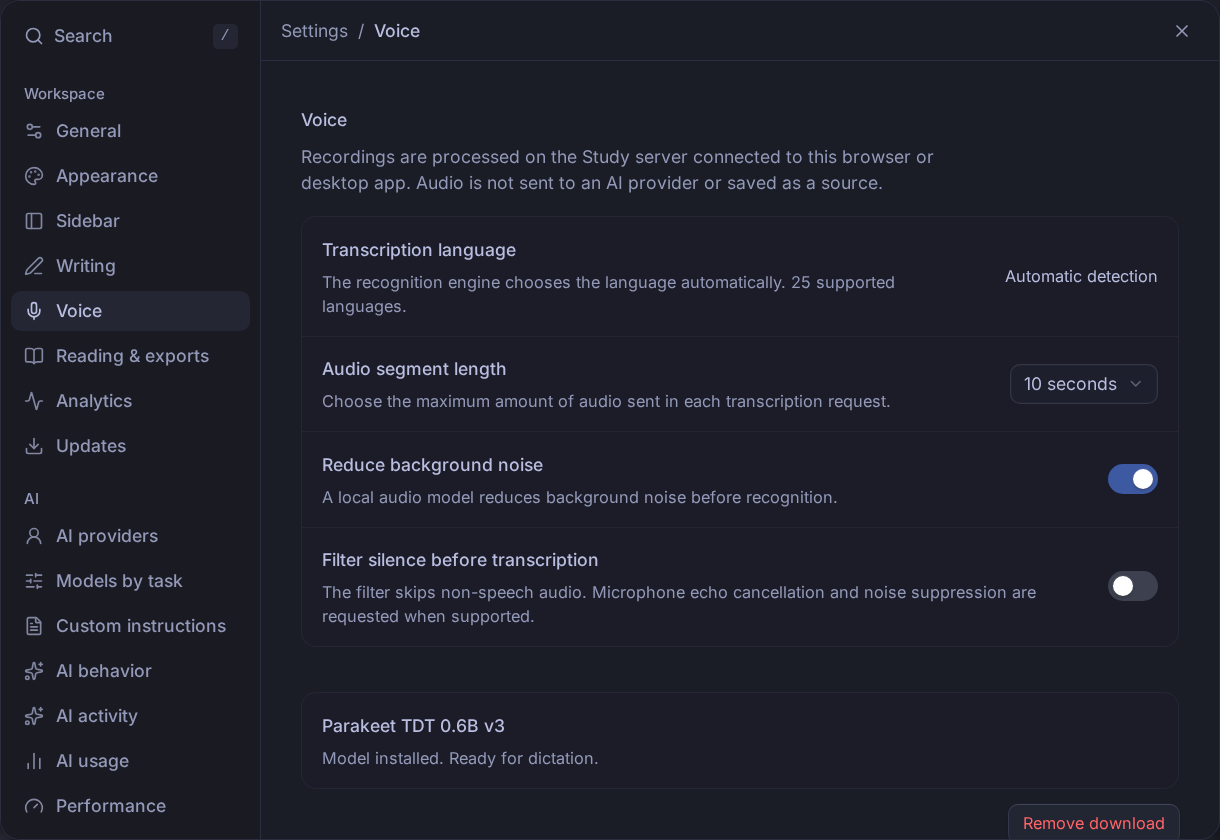 Search
/
Workspace
General
Appearance
Sidebar
Writing
Voice
Reading & exports
Analytics
Updates
AI
AI providers
Models by task
Custom instructions
AI behavior
AI activity
AI usage
Performance
Settings / Voice
Voice
Recordings are processed on the Study server connected to this browser or
desktop app. Audio is not sent to an AI provider or saved as a source.
Transcription language
The recognition engine chooses the language automatically. 25 supported
languages.
Automatic detection
Audio segment length
Choose the maximum amount of audio sent in each transcription request.
10 seconds
Reduce background noise
A local audio model reduces background noise before recognition.
Filter silence before transcription
The filter skips non-speech audio. Microphone echo cancellation and noise suppression are
requested when supported.
Parakeet TDT 0.6B v3
Model installed. Ready for dictation.
Remove download